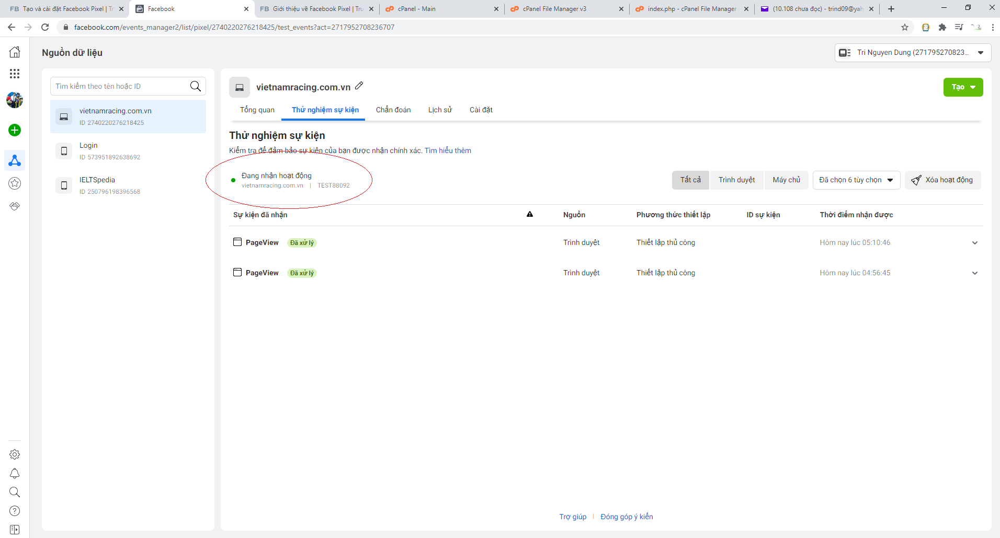 FB Tạo và cài đặt Facebook Pixel | Tr
Facebook
FB Giới thiệu về Facebook Pixel | Tru
cPanel - Main
cPanel File Manager v3
index.php - cPanel File Manager
(10.108 chưa đọc) - trind09@yah
facebook.com/events_manager2/list/pixel/2740220276218425/test_events?act=2717952708236707
Nguồn dữ liệu
Tri Nguyen Dung (271795270823...
Tìm kiếm theo tên hoặc ID
vietnamracing.com.vn
ID 2740220276218425
Login
ID 573951892638692
IELTSpedia
ID 250796198396568
vietnamracing.com.vn
Tạo
Tổng quan
Thử nghiệm sự kiện
Chẩn đoán
Lịch sử
Cài đặt
Thử nghiệm sự kiện
Kiểm tra để đảm bảo sự kiện của bạn được nhận chính xác. Tìm hiểu thêm
Đang nhận hoạt động
vietnamracing.com.vn | TEST88092
Tất cả
Trình duyệt
Máy chủ
Đã chọn 6 tùy chọn
Xóa hoạt động
Sự kiện đã nhận
Nguồn
Phương thức thiết lập
ID sự kiện
Thời điểm nhận được
PageView Đã xử lý Trình duyệt Thiết lập thủ công Hôm nay lúc 05:10:46
PageView Đã xử lý Trình duyệt Thiết lập thủ công Hôm nay lúc 04:56:45
Trợ giúp | Đóng góp ý kiến